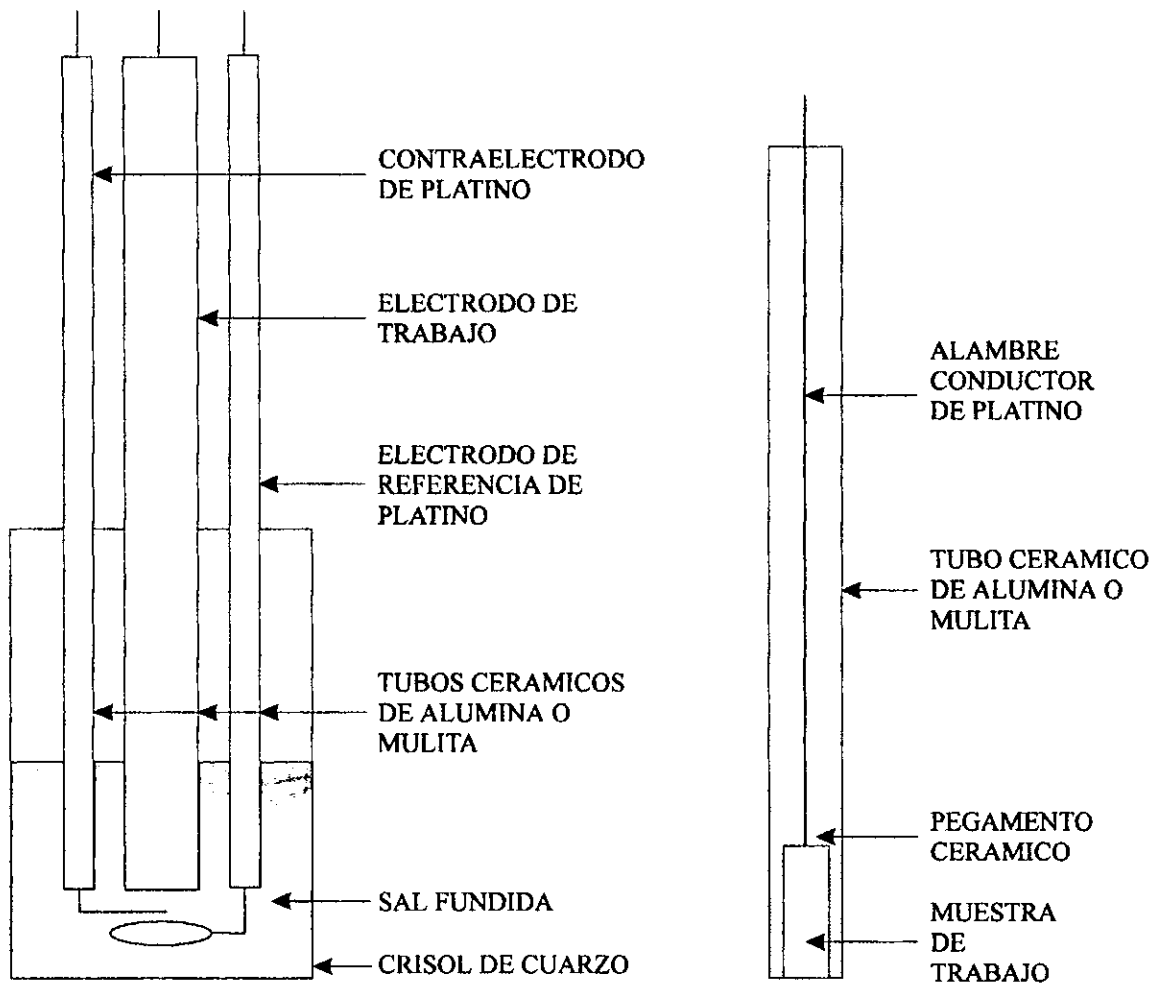 CONTRAELECTRODO
DE PLATINO
ELECTRODO DE
TRABAJO
ELECTRODO DE
REFERENCIA DE
PLATINO
TUBOS CERAMICOS
DE ALUMINA O
MULITA
SAL FUNDIDA
CRISOL DE CUARZO
ALAMBRE
CONDUCTOR
DE PLATINO
TUBO CERAMICO
DE ALUMINA O
MULITA
PEGAMENTO
CERAMICO
MUESTRA
DE
TRABAJO